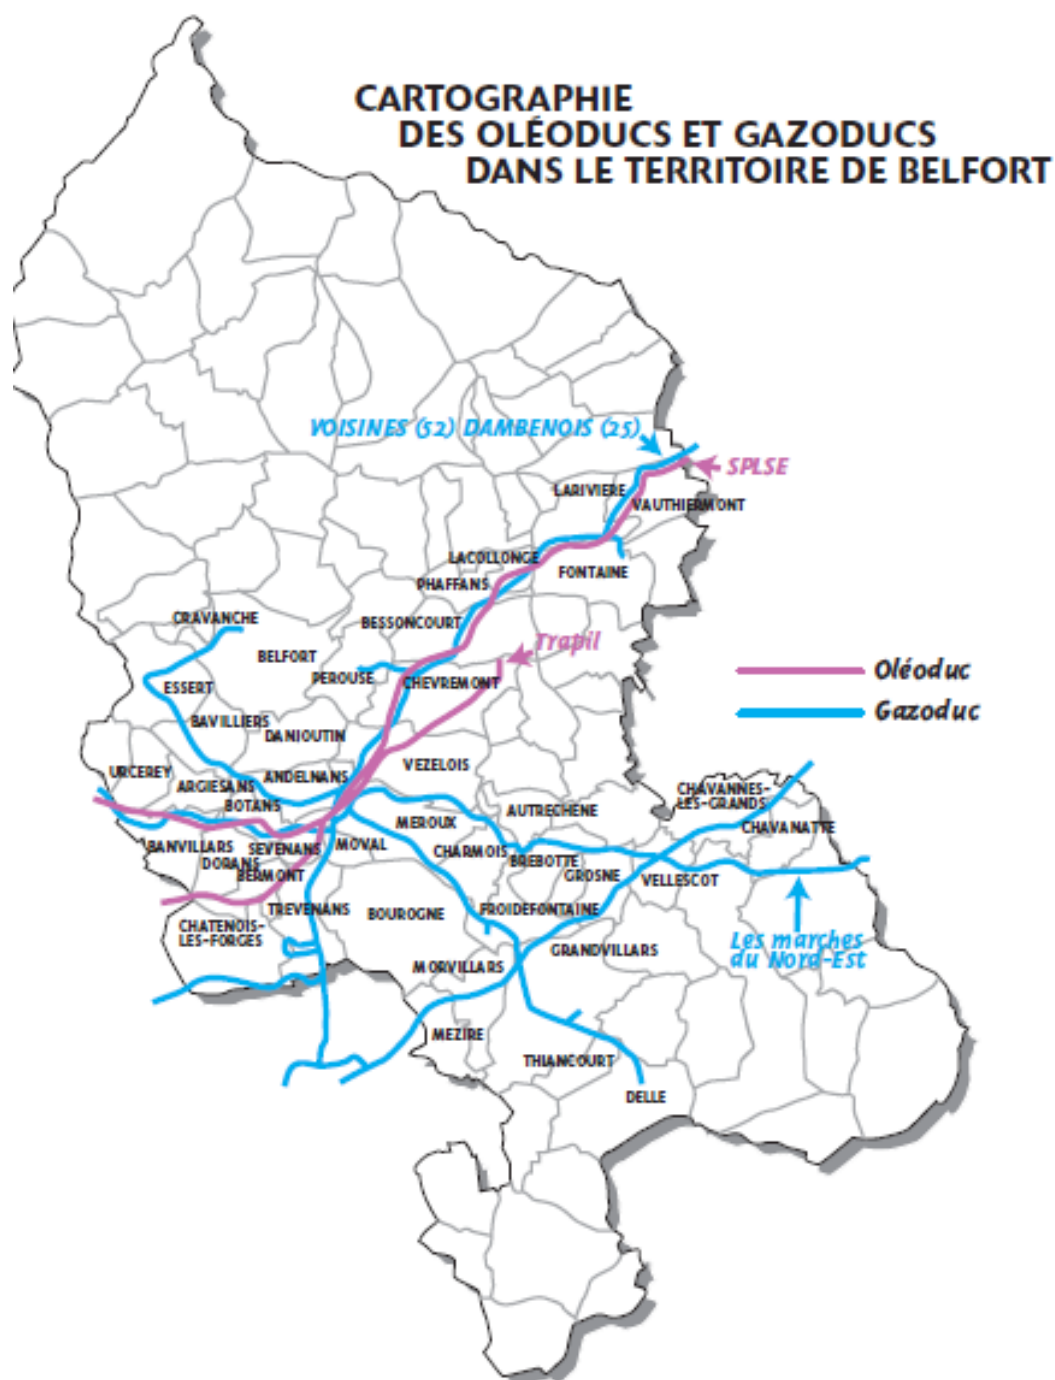 CARTOGRAPHIE
DES OLÉODUCS ET GAZODUCS
DANS LE TERRITOIRE DE BELFORT
VOISINES (52) DAMBENOIS (25)
SPLSE
LARIVIERE
VAUTHIERMONT
LACOLLONGE
FONTAINE
PHAFFANS
CRAVANCHE
BESSONCOURT
Trapil
BELFORT
PEROUSE
CHEVREMONT
Oléoduc
ESSERT
Gazoduc
BAVILLIERS
DANJOUTIN
VEZELOIS
URCEREY
ANDELNANS
ARGIESANS
CHAVANNES-
LES-GRANDS
BOTANS
AUTRECHENE
MEROUX
CHAVANATTE
BANVILLARS
SEVENANS
MOVAL
CHARMOIS
DORANS
BREBOTTE
BERMONT
GROSNE
VELLESCOT
TREVENANS
BOUROGNE
FROIDEFONTAINE
CHATENOIS-
LES-FORGES
GRANDVILLARS
Les marches
du Nord-Est
MORVILLARS
MEZIRE
THIANCOURT
DELLE